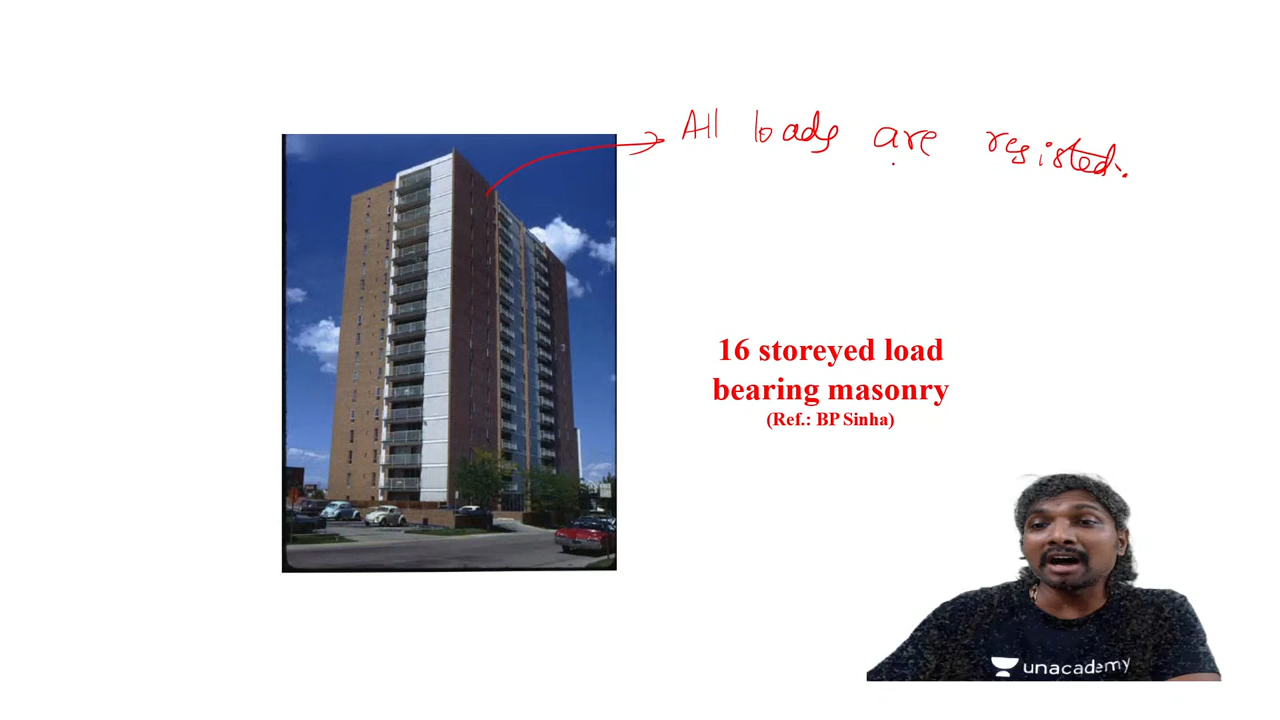 All loads are resisted.
16 storeyed load
bearing masonry
(Ref.: BP Sinha)
unacademy